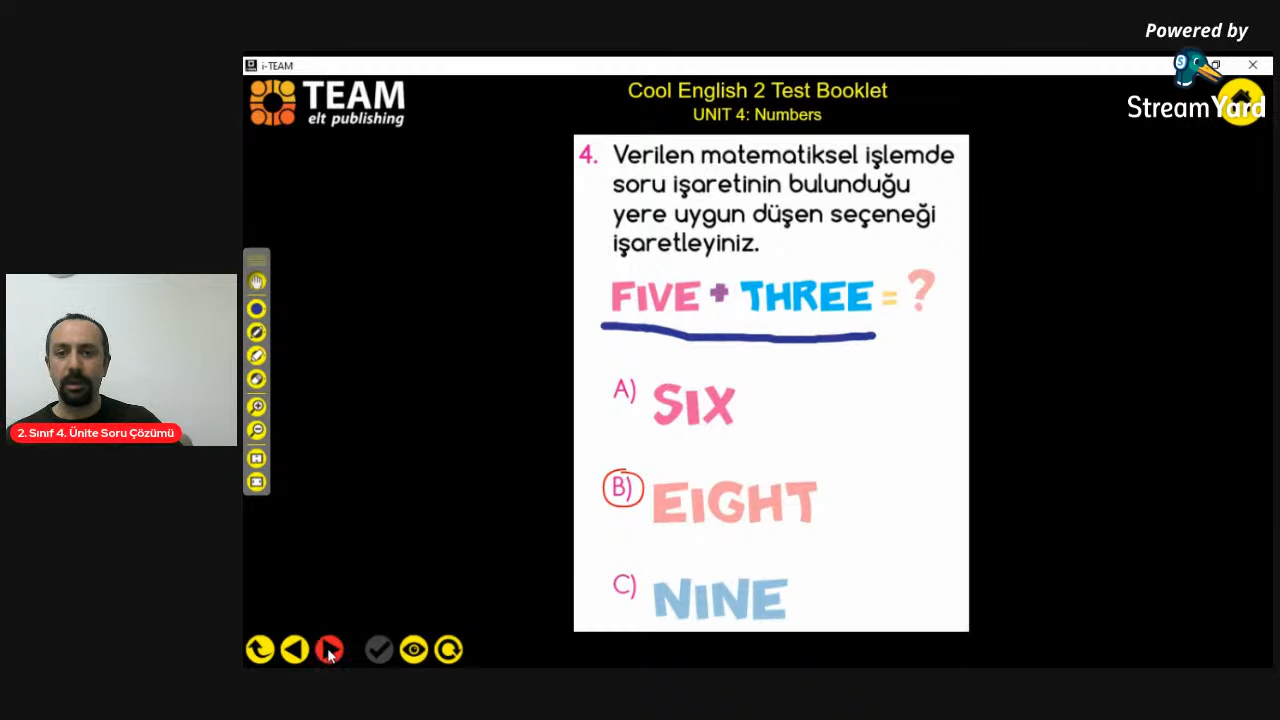 Powered by
StreamYard
i-TEAM
TEAM
elt publishing
Cool English 2 Test Booklet
UNIT 4: Numbers
4. Verilen matematiksel işlemde
soru işaretinin bulunduğu
yere uygun düşen seçeneği
işaretleyiniz.
FIVE + THREE = ?
A) SIX
B) EIGHT
C) NINE
2. Sınıf 4. Ünite Soru Çözümü